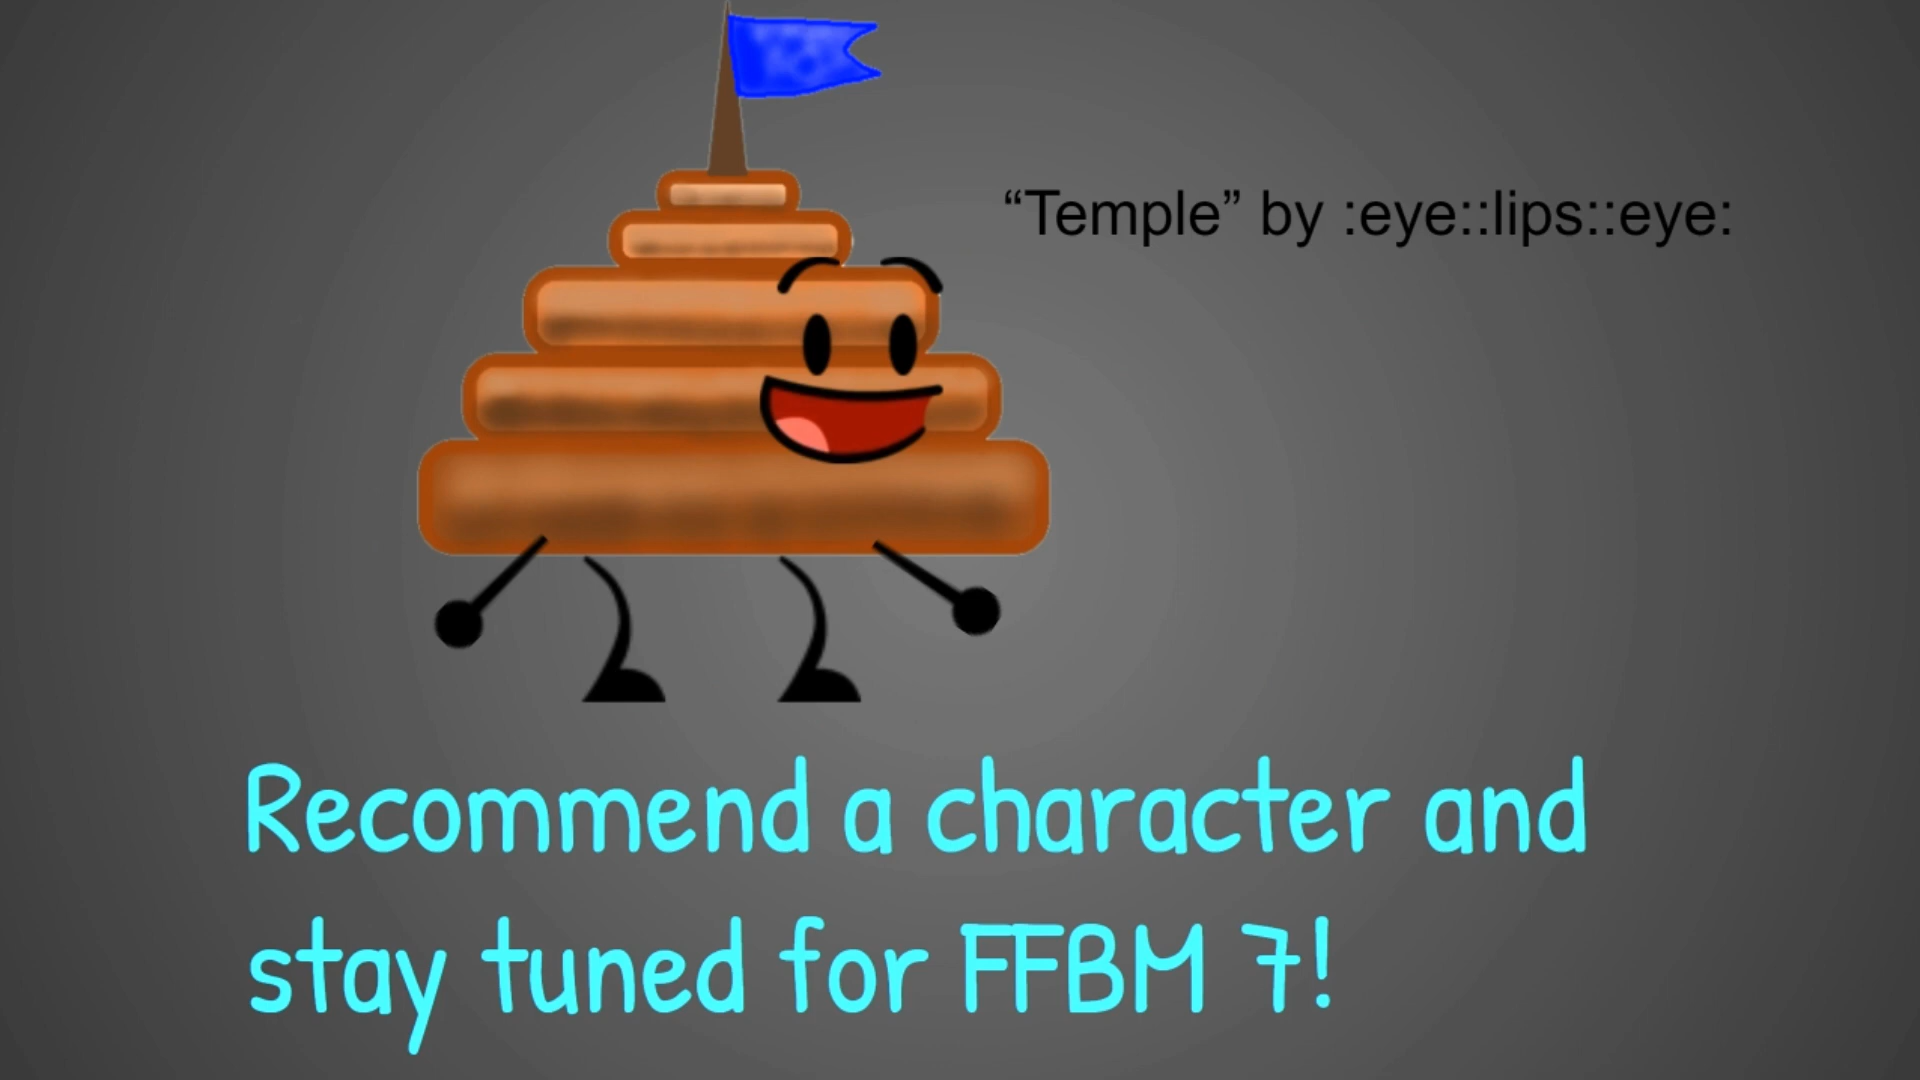 “Temple” by :eye::lips::eye:
Recommend a character and
stay tuned for FFBM 7!